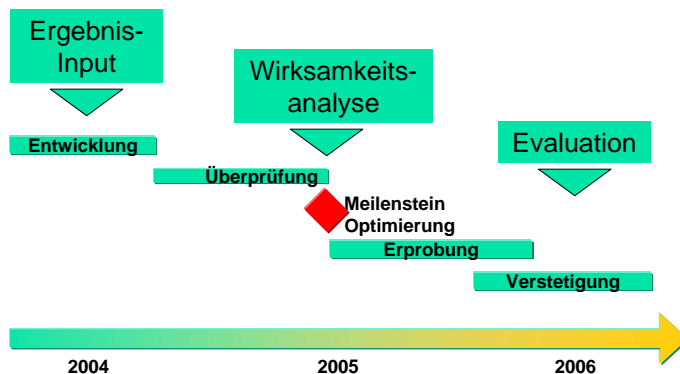 Ergebnis-
Input
Wirksamkeits-
analyse
Entwicklung
Evaluation
Überprüfung
Meilenstein
Optimierung
Erprobung
Verstetigung
2004
2005
2006